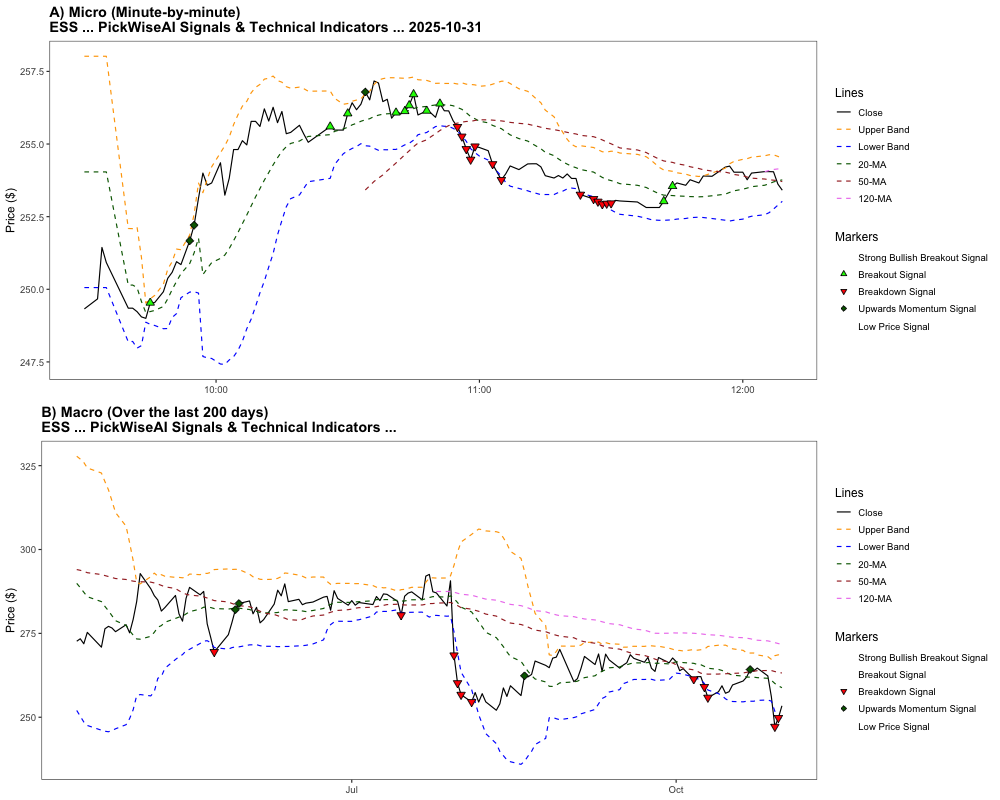 A) Micro (Minute-by-minute)
ESS ... PickWiseAI Signals & Technical Indicators ... 2025-10-31
Price ($)
257.5
255.0
252.5
250.0
247.5
10:00
11:00
12:00
Lines
Close
Upper Band
Lower Band
20-MA
50-MA
120-MA
Markers
Strong Bullish Breakout Signal
Breakout Signal
Breakdown Signal
Upwards Momentum Signal
Low Price Signal
B) Macro (Over the last 200 days)
ESS ... PickWiseAI Signals & Technical Indicators ...
Price ($)
325
300
275
250
Jul
Oct
Lines
Close
Upper Band
Lower Band
20-MA
50-MA
120-MA
Markers
Strong Bullish Breakout Signal
Breakout Signal
Breakdown Signal
Upwards Momentum Signal
Low Price Signal